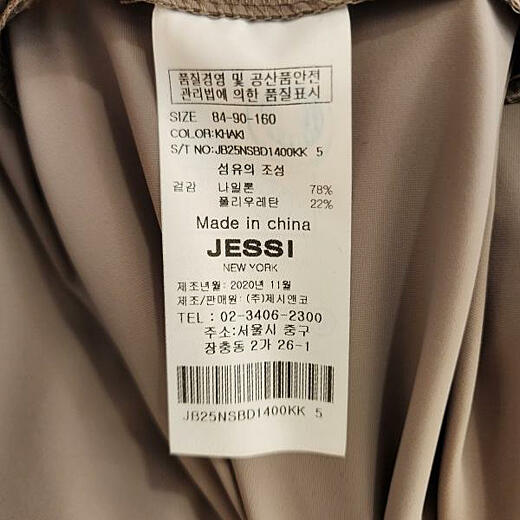 품질경영 및 공산품안전
관리법에 의한 품질표시
SIZE 84-90-160
COLOR: KHAKI
S/T NO: JB25NSBD1400KK 5
섬유의 조성
겉감 나일론 78%
폴리우레탄 22%
Made in china
JESSI
NEW YORK
제조년월: 2020년 11월
제조/판매원: (주)제시앤코
TEL : 02-3406-2300
주소:서울시 중구
장충동 2가 26-1
JB25NSBD1400KK 5